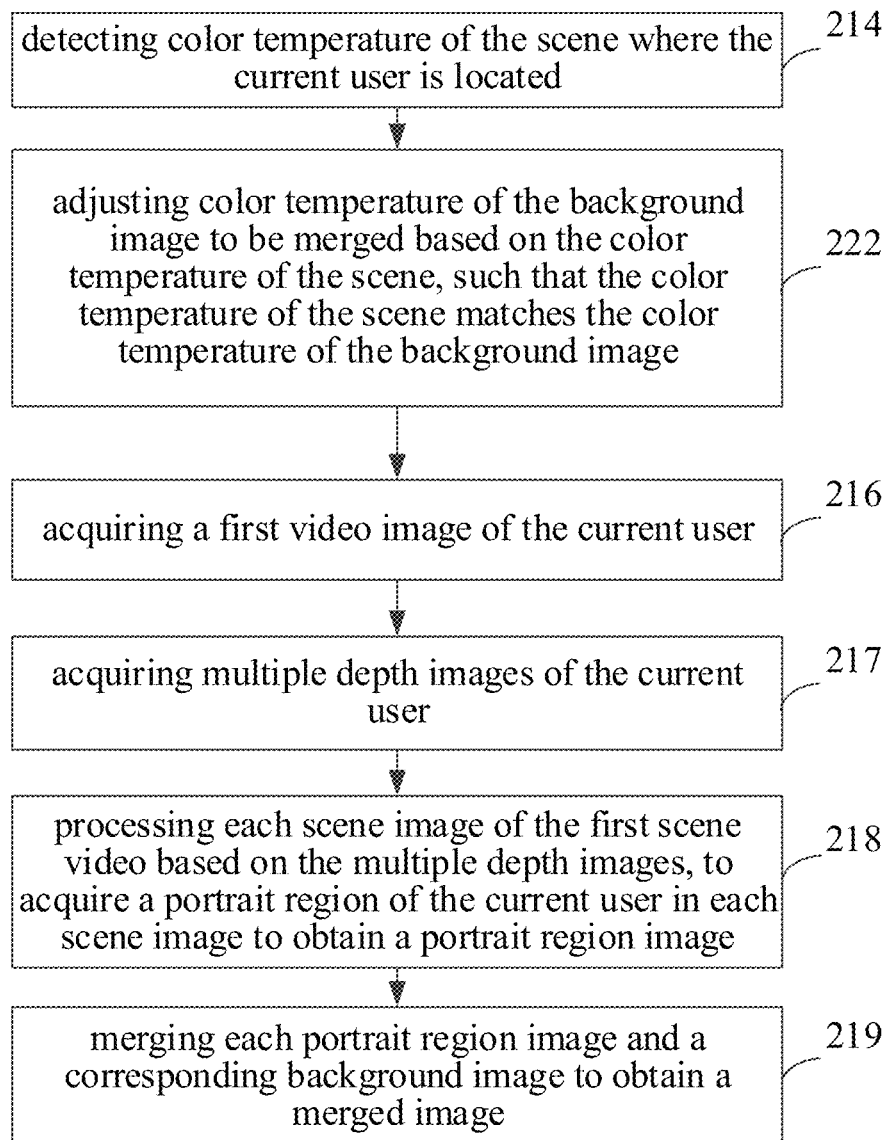 detecting color temperature of the scene where the
current user is located
214
adjusting color temperature of the background
image to be merged based on the color
temperature of the scene, such that the color
temperature of the scene matches the color
temperature of the background image
222
acquiring a first video image of the current user
216
acquiring multiple depth images of the current
user
217
processing each scene image of the first scene
video based on the multiple depth images, to
acquire a portrait region of the current user in each
scene image to obtain a portrait region image
218
merging each portrait region image and a
corresponding background image to obtain a
merged image
219